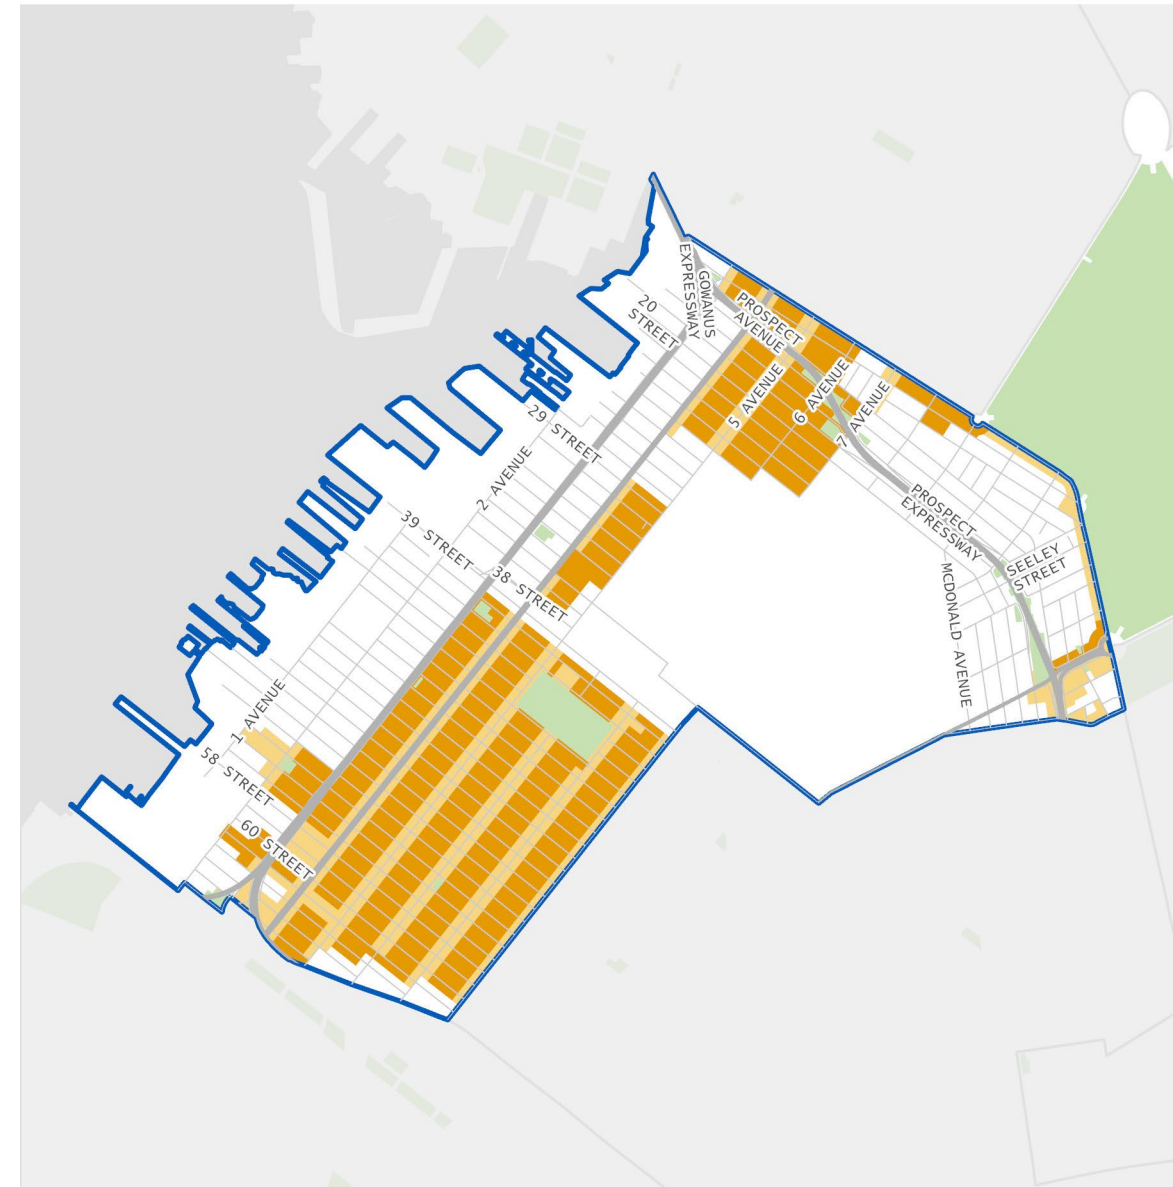 GOWANUS
EXPRESSWAY
20
STREET
PROSPECT
AVENUE
5 AVENUE
6 AVENUE
7 AVENUE
29 STREET
2 AVENUE
39 STREET
38 STREET
PROSPECT
EXPRESSWAY
SEELEY
STREET
MCDONALD AVENUE
1 AVENUE
58 STREET
60 STREET